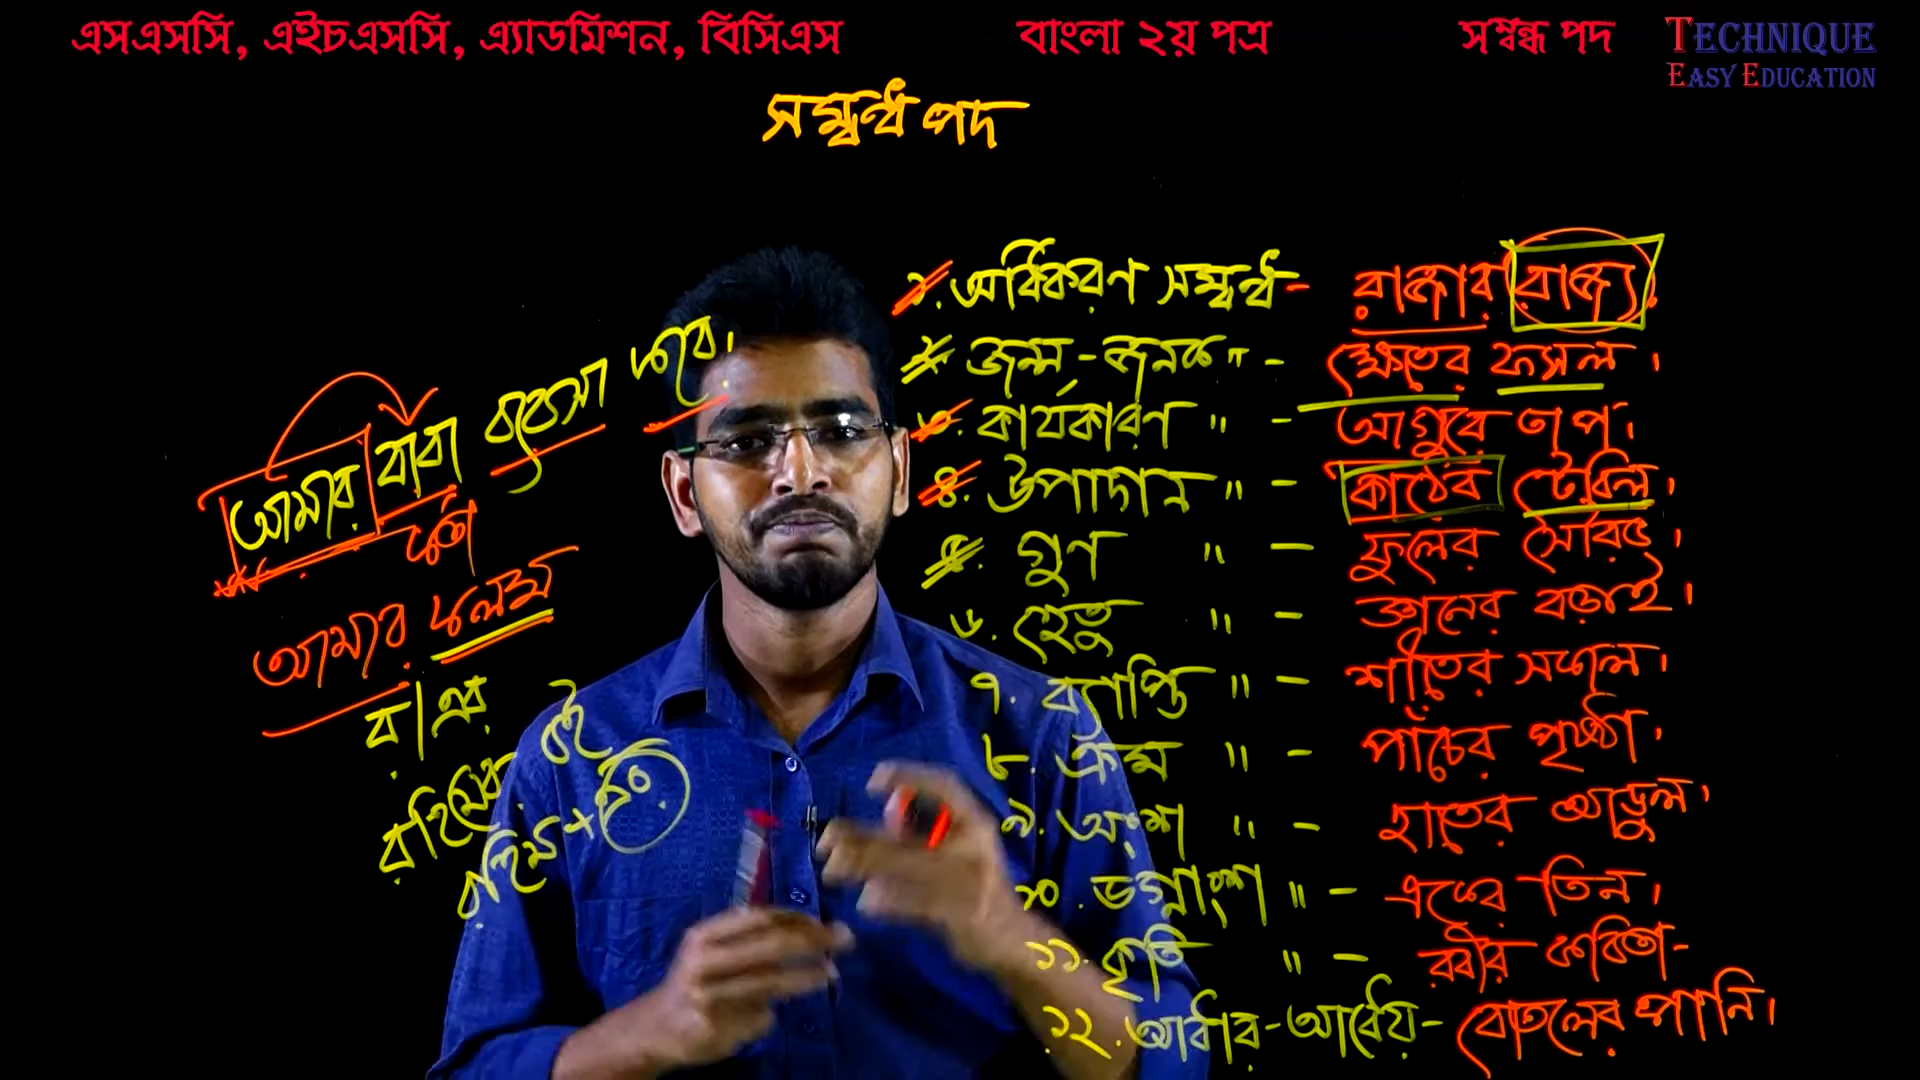 এসএসসি, এইচএসসি, এ্যাডমিশন, বিসিএস
বাংলা ২য় পত্র
সম্বন্ধ পদ
TECHNIQUE
EASY EDUCATION
সম্বন্ধ পদ
আমার বাবা ব্যবসা করে।
কর্তা
আমার কলম
র/এর
রহিমের বই
রহিম+এর
১. অধিকরণ সম্বন্ধ - রাজার রাজ্য।
২. জন্ম-জনক " - ক্ষেতের ফসল।
৩. কার্যকারণ " - আগুনের তাপ।
৪. উপাদান " - কাঠের টেবিল।
৫. গুণ " - ফুলের সৌরভ।
৬. হেতু " - জ্ঞানের বড়াই।
৭. ব্যাপ্তি " - শীতের সকাল।
৮. ক্রম " - পাঁচের পৃষ্ঠা।
৯. অংশ " - হাতের আঙুল।
১০. ভগ্নাংশ " - একের তিন।
১১. কৃতি " - রবীর কবিতা-
১২. আধার-আধেয়- বোতলের পানি।